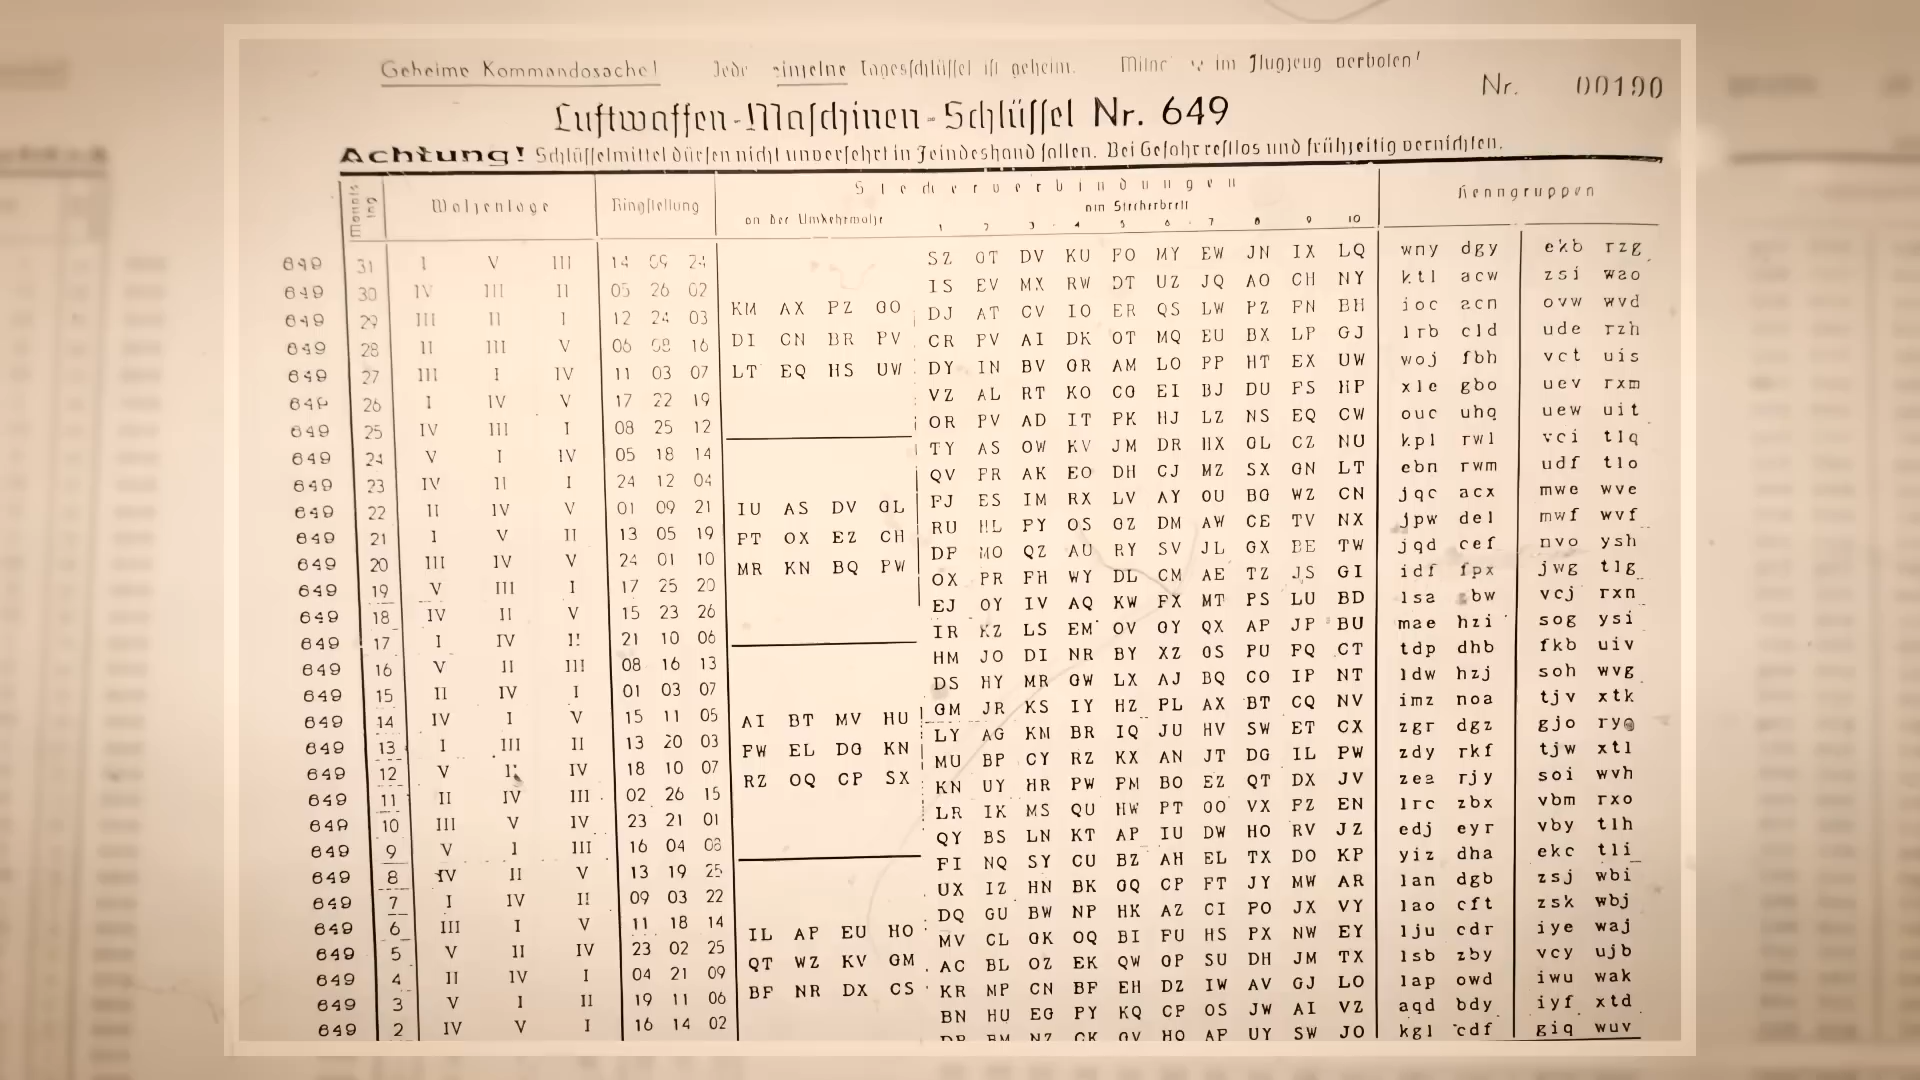 Geheime Kommandosache! Jede einzelne Tagesschlüssel ist geheim. im Flugzeug verboten!
Nr. 00190
Luftwaffen-Maschinen-Schlüssel Nr. 649
Achtung! Schlüsselmittel dürfen nicht unversehrt in Feindeshand fallen. Bei Gefahr restlos und frühzeitig vernichten.
Monatstag Walzenlage Ringstellung Steckerverbindungen Kenngruppen
an der Umkehrwalze am Steckerbrett
1 2 3 4 5 6 7 8 9 10
649 31 I V III 14 09 24 SZ GT DV KU FO MY EW JN IX LQ wny dgy ekb rzg
649 30 IV III II 05 26 02 IS EV MX RW DT UZ JQ AO CH NY ktl acw zsi wao
649 29 III II I 12 24 03 KM AX FZ GO DJ AT CV IO ER QS LW PZ FN BH ioc acn ovw wvd
649 28 II III V 06 08 16 DI CN BR PV CR FV AI DK OT MQ EU BX LP GJ lrb cld ude rzh
649 27 III I IV 11 03 07 LT EQ HS UW DY IN BV GR AM LO FP HT EX UW woj fbh vct uis
649 26 I IV V 17 22 19 VZ AL RT KO CG EI BJ DU FS HP xle gbo uev rxm
649 25 IV III I 08 25 12 OR PV AD IT FK HJ LZ NS EQ CW ouc uhq uew uit
649 24 V I IV 05 18 14 TY AS OW KV JM DR HX GL CZ NU kpl rwl vci tlq
649 23 IV II I 24 12 04 QV FR AK EO DH CJ MZ SX GN LT ebn rwm udf tlo
649 22 II IV V 01 09 21 IU AS DV GL FJ ES IM RX LV AY OU BG WZ CN jqc acx mwe wve
649 21 I V II 13 05 19 PT OX EZ CH RU HL FY OS GZ DM AW CE TV NX jpw del mwf wvf
649 20 III IV V 24 01 10 MR KN BQ FW DF MO QZ AU RY SV JL GX BE TW jqd cef nvo ysh
649 19 V III I 17 25 20 OX PR FH WY DL CM AE TZ JS GI idf fpx jwg tlg
649 18 IV II V 15 23 26 EJ OY IV AQ KW FX MT PS LU BD lsa gbw vcj rxn
649 17 I IV II 21 10 06 IR KZ LS EM OV GY QX AF JP BU mae hzi sog ysi
649 16 V II III 08 16 13 HM JO DI NR BY XZ GS PU FQ CT tdp dhb fkb uiv
649 15 II IV I 01 03 07 DS HY MR GW LX AJ BQ CO IP NT ldw hzj soh wvg
649 14 IV I V 15 11 05 AI BT MV HU GM JR KS IY HZ PL AX BT CQ NV imz noa tjv xtk
649 13 I III II 13 20 03 FW EL DG KN LY AG KM BR IQ JU HV SW ET CX zgr dgz gjo ryq
649 12 V II IV 18 10 07 RZ OQ CP SX MU BP CY RZ KX AN JT DG IL FW zdy rkf tjw xtl
649 11 II IV III 02 26 15 KN UY HR PW FM BO EZ QT DX JV zea rjy soi wvh
649 10 III V IV 23 21 01 LR IK MS QU HW PT GO VX FZ EN lrc zbx vbm rxo
649 9 V I III 16 04 08 QY BS LN KT AP IU DW HO RV JZ edj eyr vby tlh
649 8 IV II V 13 19 25 FI NQ SY CU BZ AH EL TX DO KP yiz dha ekc tli
649 7 I IV II 09 03 22 UX IZ HN BK GQ CP FT JY MW AR lan dgb zsj wbi
649 6 III I V 11 18 14 IL AP EU HO DQ GU BW NP HK AZ CI FO JX VY lao cft zsk wbj
649 5 V II IV 23 02 25 QT WZ KV GM MV CL GK OQ BI FU HS PX NW EY lju cdr iye waj
649 4 II IV I 04 21 09 BF NR DX CS AC BL OZ EK QW GP SU DH JM TX lsb zby vcy ujb
649 3 V I II 19 11 06 KR MP CN BF EH DZ IW AV GJ LO lap owd iwu wak
649 2 IV V I 16 14 02 BN HU EG PY KQ CF OS JW AI VZ aqd bdy iyf xtd
UY SW JO kgl cdf giq wuv